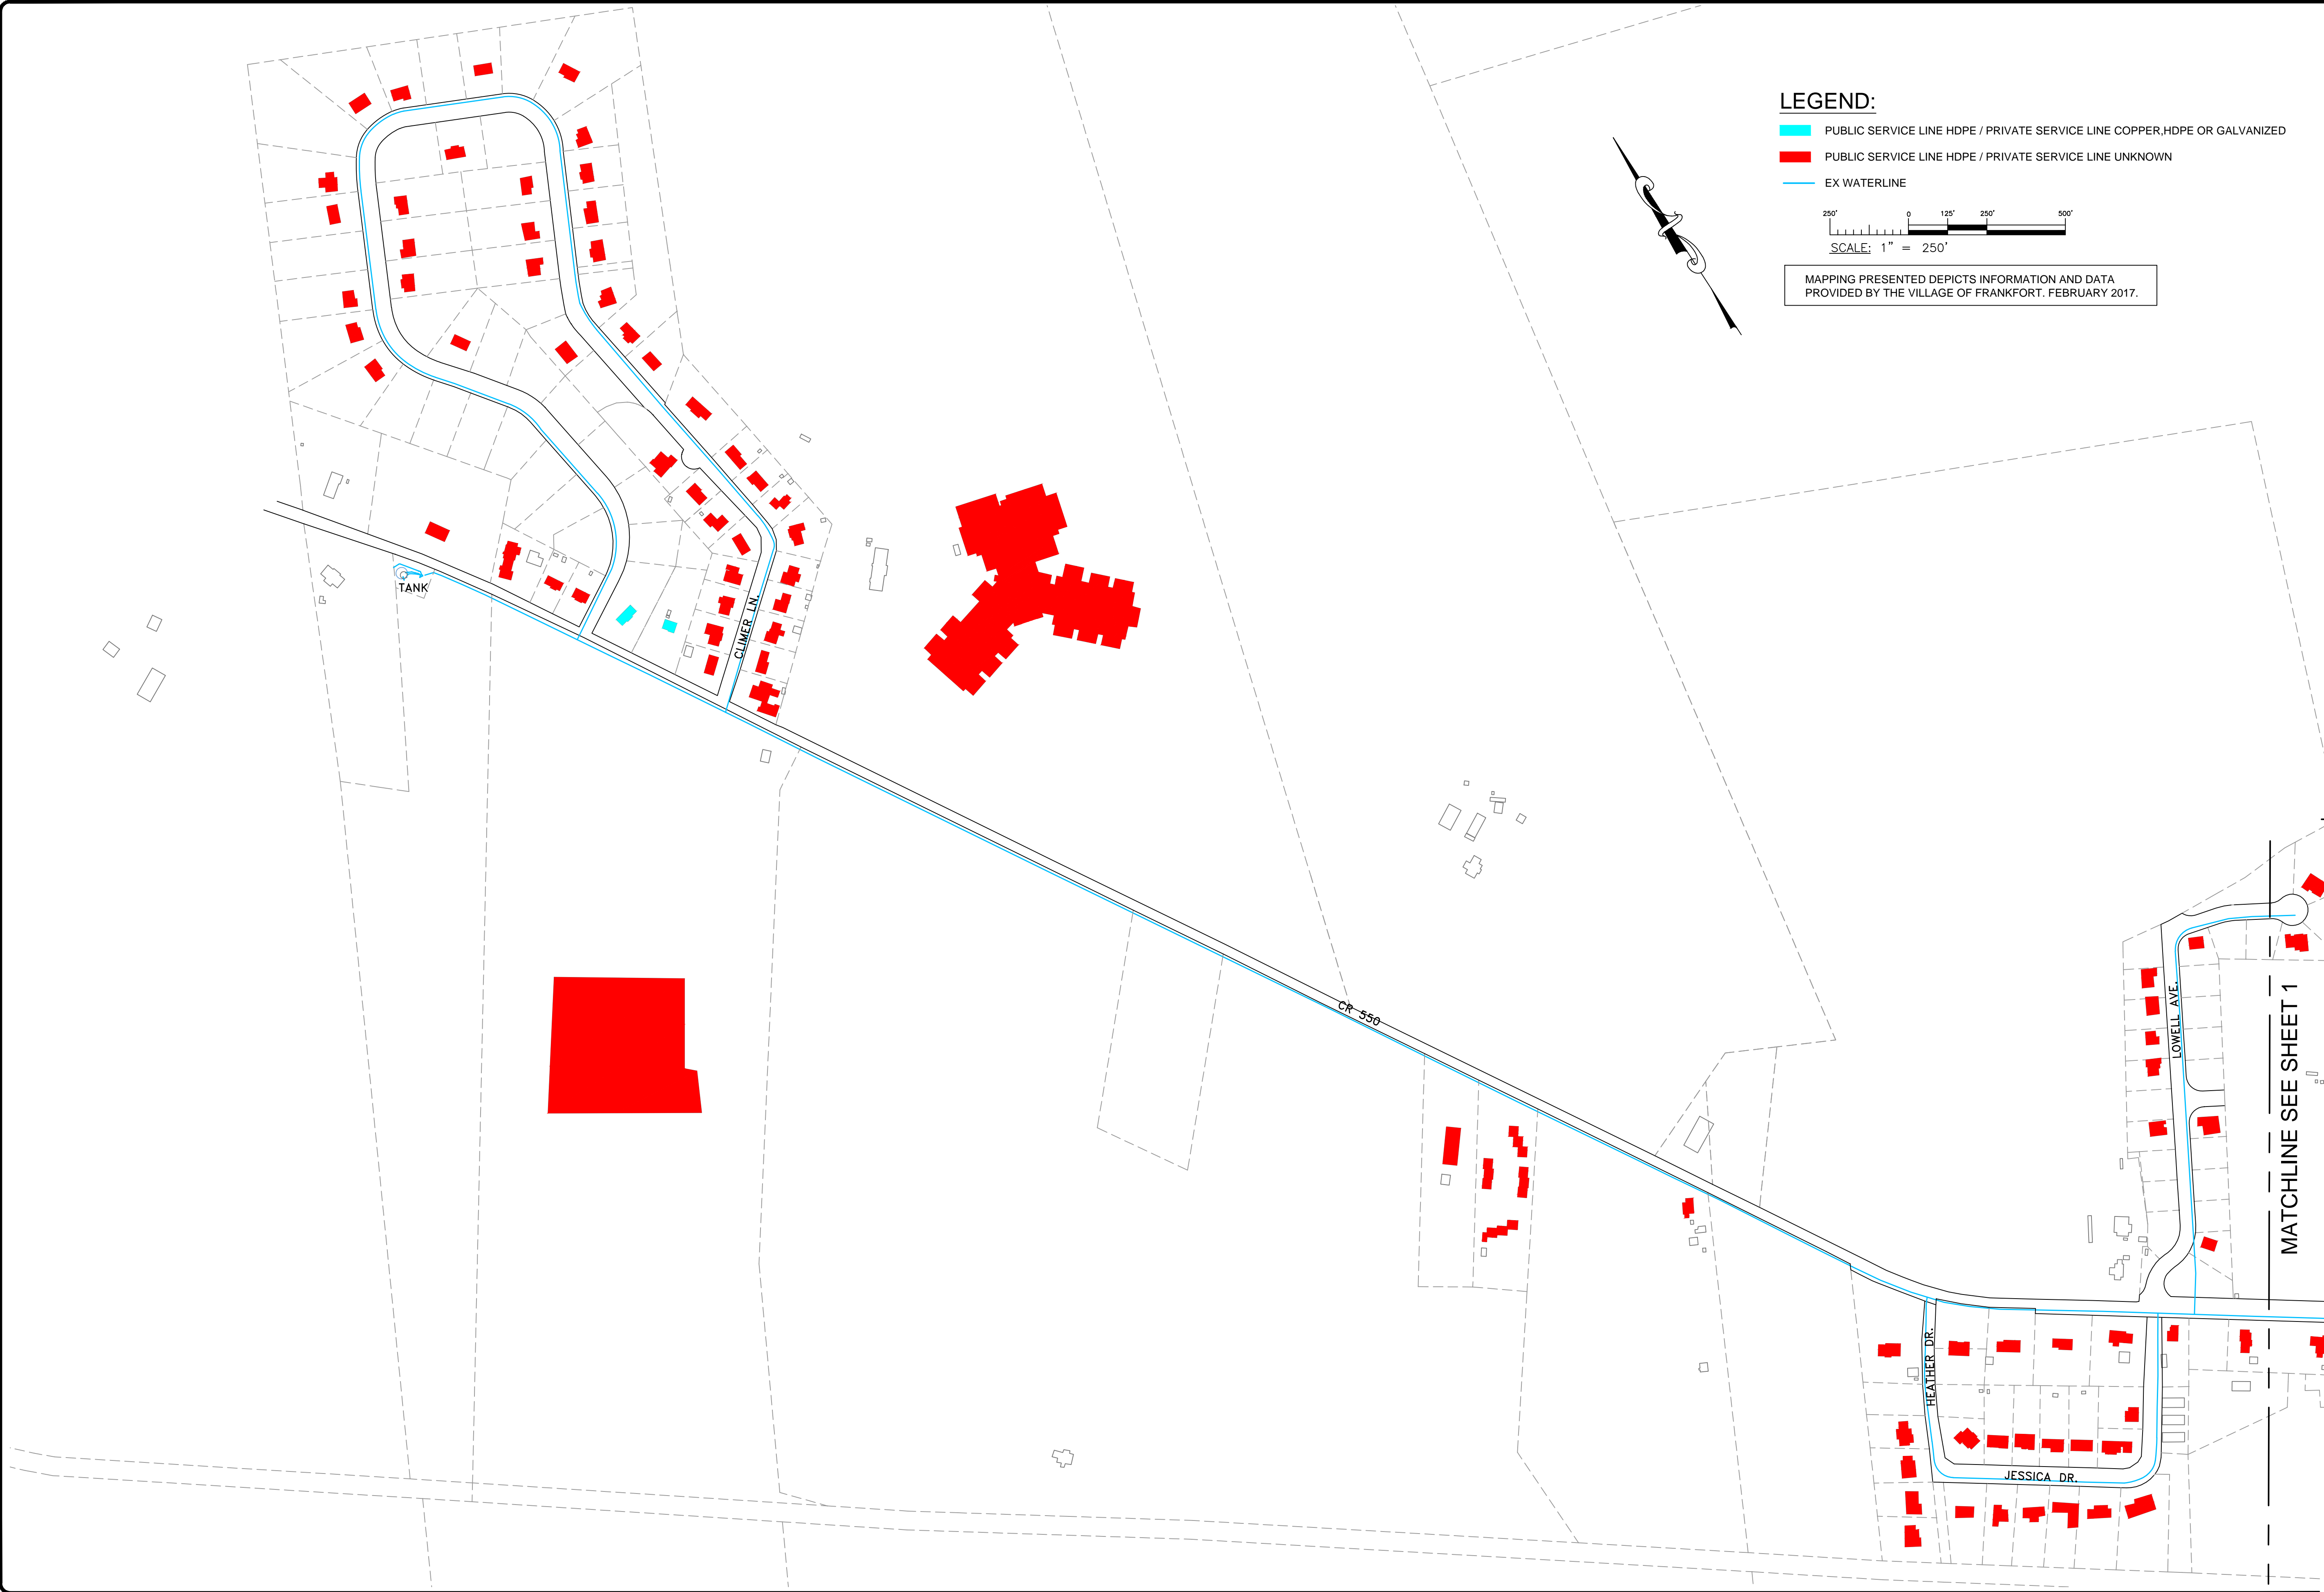 LEGEND:
PUBLIC SERVICE LINE HDPE / PRIVATE SERVICE LINE COPPER,HDPE OR GALVANIZED
PUBLIC SERVICE LINE HDPE / PRIVATE SERVICE LINE UNKNOWN
EX WATERLINE
250' 0 125' 250' 500'
SCALE: 1" = 250'
MAPPING PRESENTED DEPICTS INFORMATION AND DATA
PROVIDED BY THE VILLAGE OF FRANKFORT. FEBRUARY 2017.
TANK
CLIMER LN.
CR 550
LOWELL AVE.
MATCHLINE SEE SHEET 1
HEATHER DR.
JESSICA DR.